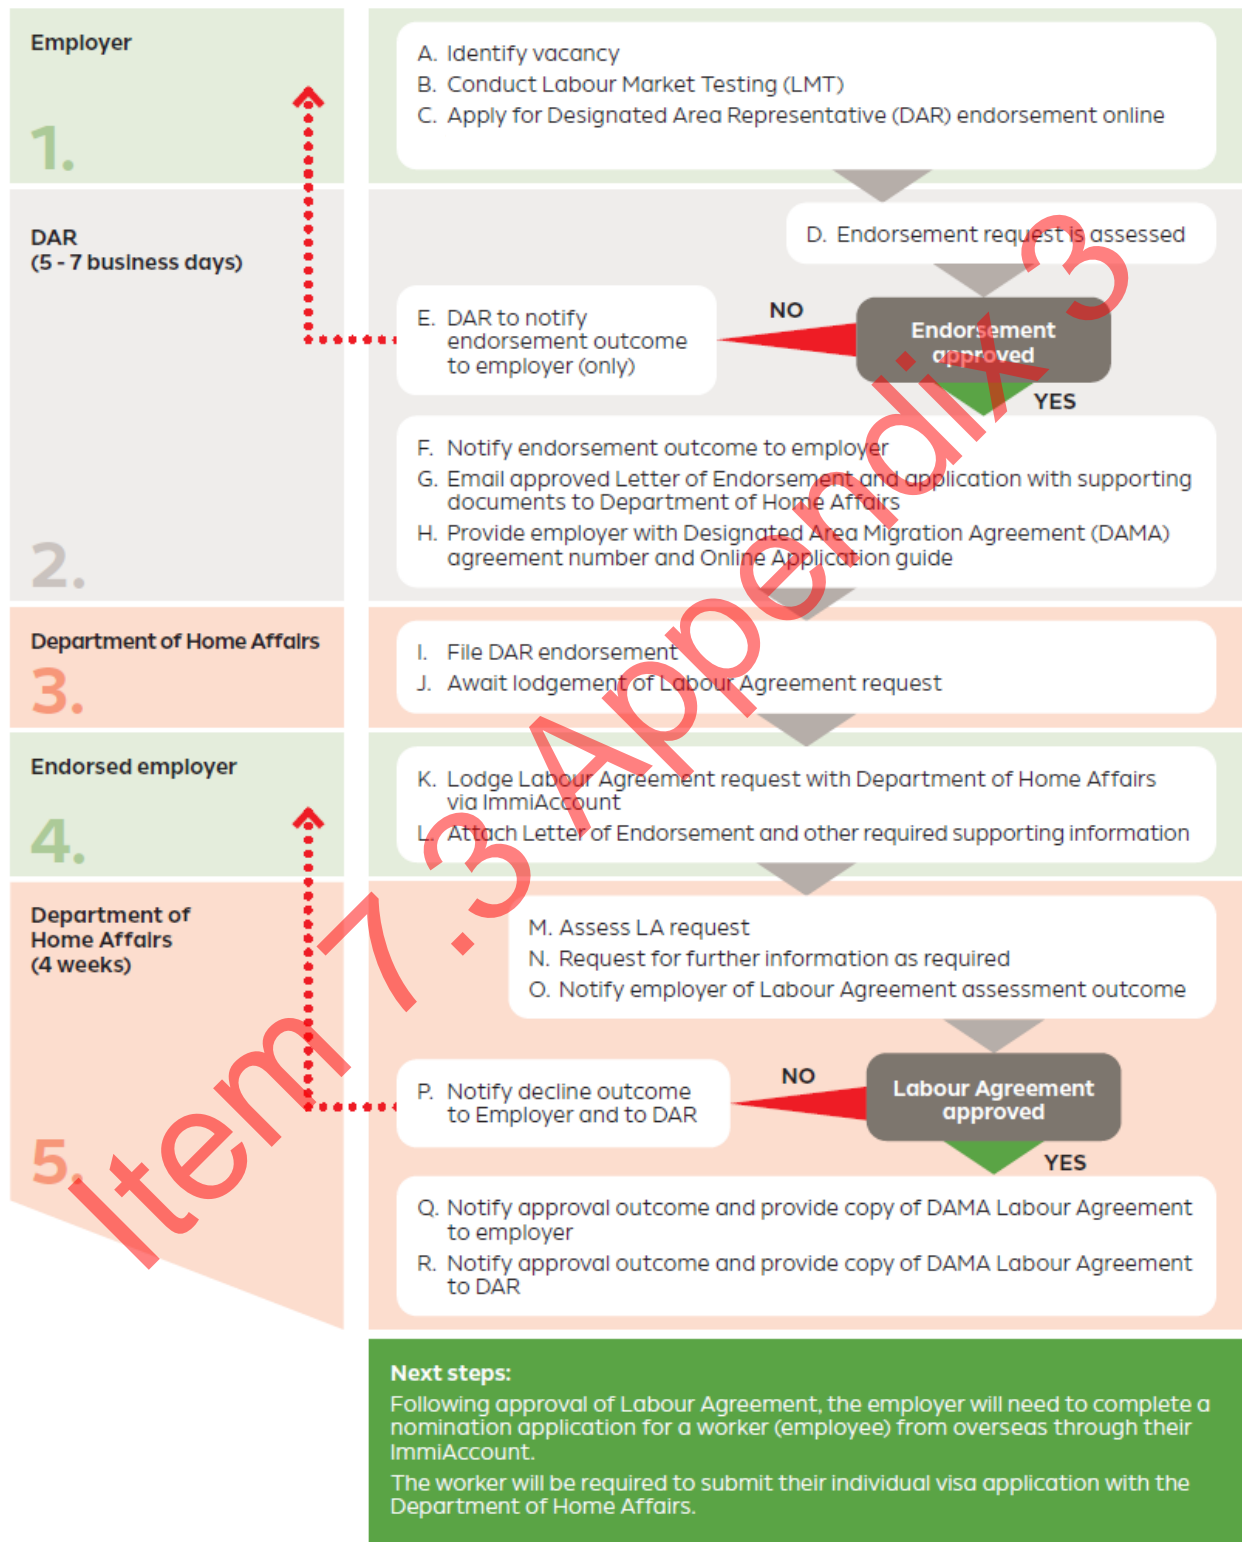 Employer
1.
A. Identify vacancy
B. Conduct Labour Market Testing (LMT)
C. Apply for Designated Area Representative (DAR) endorsement online
DAR
(5 - 7 business days)
2.
D. Endorsement request is assessed
Endorsement
approved
NO
E. DAR to notify
endorsement outcome
to employer (only)
YES
F. Notify endorsement outcome to employer
G. Email approved Letter of Endorsement and application with supporting
documents to Department of Home Affairs
H. Provide employer with Designated Area Migration Agreement (DAMA)
agreement number and Online Application guide
Department of Home Affairs
3.
I. File DAR endorsement
J. Await lodgement of Labour Agreement request
Endorsed employer
4.
K. Lodge Labour Agreement request with Department of Home Affairs
via ImmiAccount
L. Attach Letter of Endorsement and other required supporting information
Department of
Home Affairs
(4 weeks)
5.
M. Assess LA request
N. Request for further information as required
O. Notify employer of Labour Agreement assessment outcome
Labour Agreement
approved
NO
P. Notify decline outcome
to Employer and to DAR
YES
Q. Notify approval outcome and provide copy of DAMA Labour Agreement
to employer
R. Notify approval outcome and provide copy of DAMA Labour Agreement
to DAR
Next steps:
Following approval of Labour Agreement, the employer will need to complete a
nomination application for a worker (employee) from overseas through their
ImmiAccount.
The worker will be required to submit their individual visa application with the
Department of Home Affairs.
Item 7.3 Appendix 3